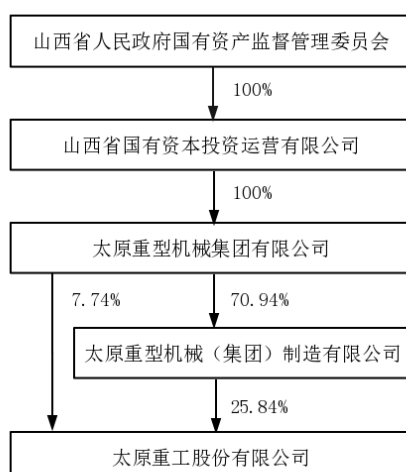 山西省人民政府国有资产监督管理委员会
100%
山西省国有资本投资运营有限公司
100%
太原重型机械集团有限公司
7.74%
70.94%
太原重型机械（集团）制造有限公司
25.84%
太原重工股份有限公司